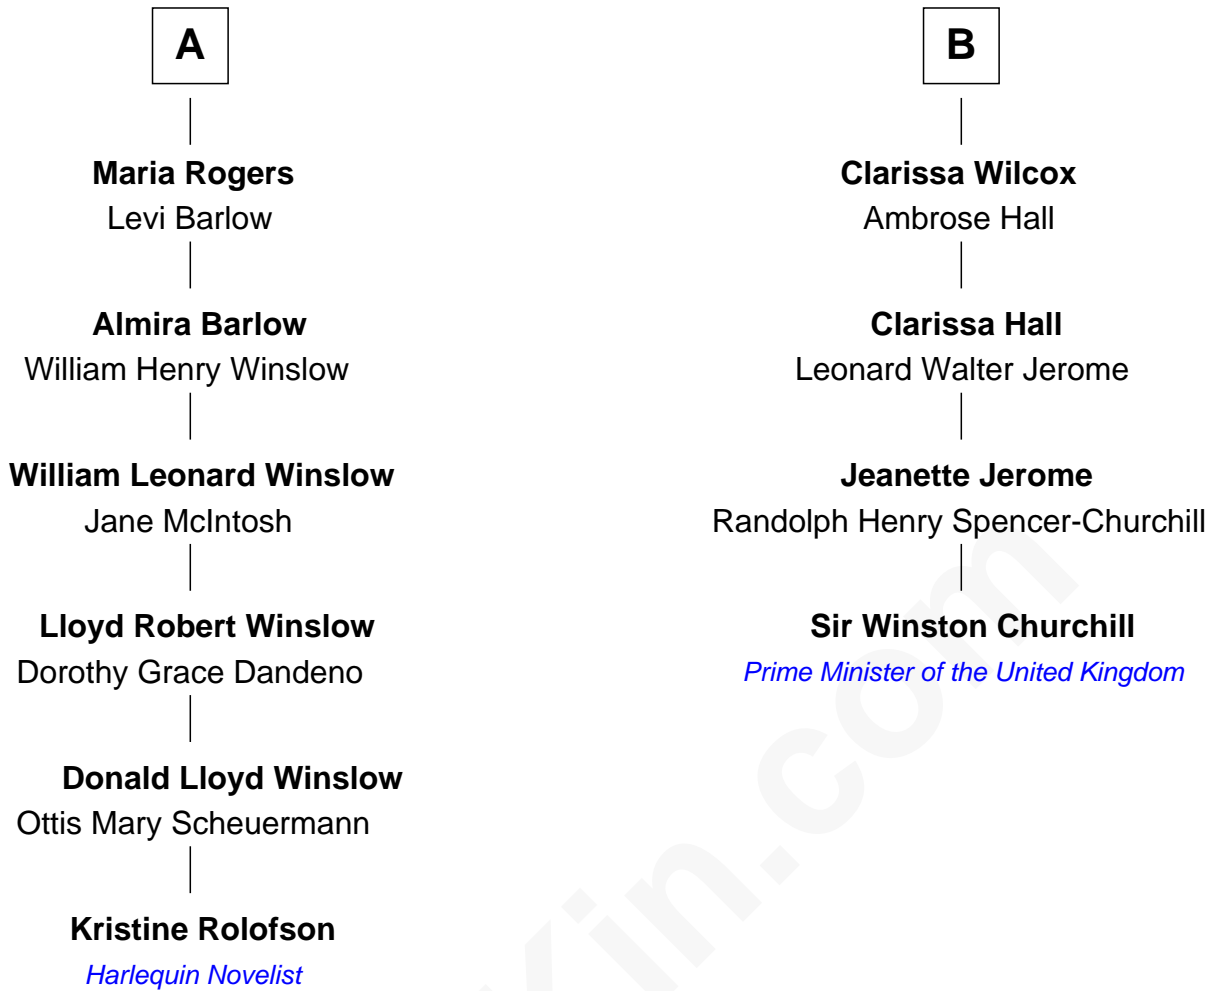 A
Maria Rogers
Levi Barlow
Almira Barlow
William Henry Winslow
William Leonard Winslow
Jane McIntosh
Lloyd Robert Winslow
Dorothy Grace Dandeno
Donald Lloyd Winslow
Ottis Mary Scheuermann
Kristine Rolofson
Harlequin Novelist
B
Clarissa Wilcox
Ambrose Hall
Clarissa Hall
Leonard Walter Jerome
Jeanette Jerome
Randolph Henry Spencer-Churchill
Sir Winston Churchill
Prime Minister of the United Kingdom
Kin.com